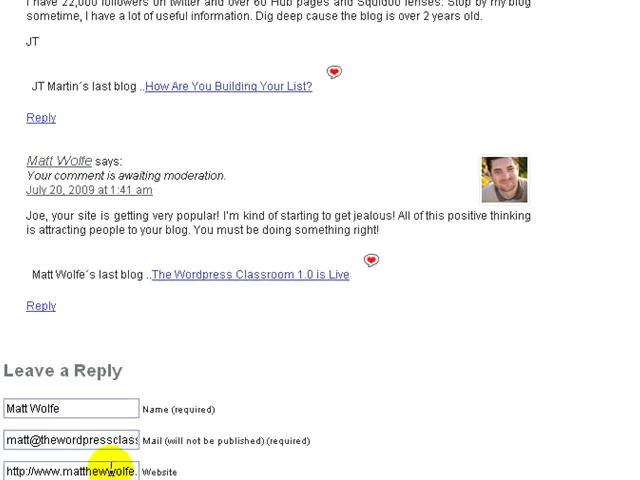 I have 22,000 followers on twitter and over 60 Hub pages and Squidoo lenses. Stop by my blog
sometime, I have a lot of useful information. Dig deep cause the blog is over 2 years old.
JT
JT Martin´s last blog ..How Are You Building Your List?
Reply
Matt Wolfe says:
Your comment is awaiting moderation.
July 20, 2009 at 1:41 am
Joe, your site is getting very popular! I'm kind of starting to get jealous! All of this positive thinking
is attracting people to your blog. You must be doing something right!
Matt Wolfe´s last blog ..The Wordpress Classroom 1.0 is Live
Reply
Leave a Reply
Matt Wolfe Name (required)
matt@thewordpressclass Mail (will not be published) (required)
http://www.matthewwolfe. Website